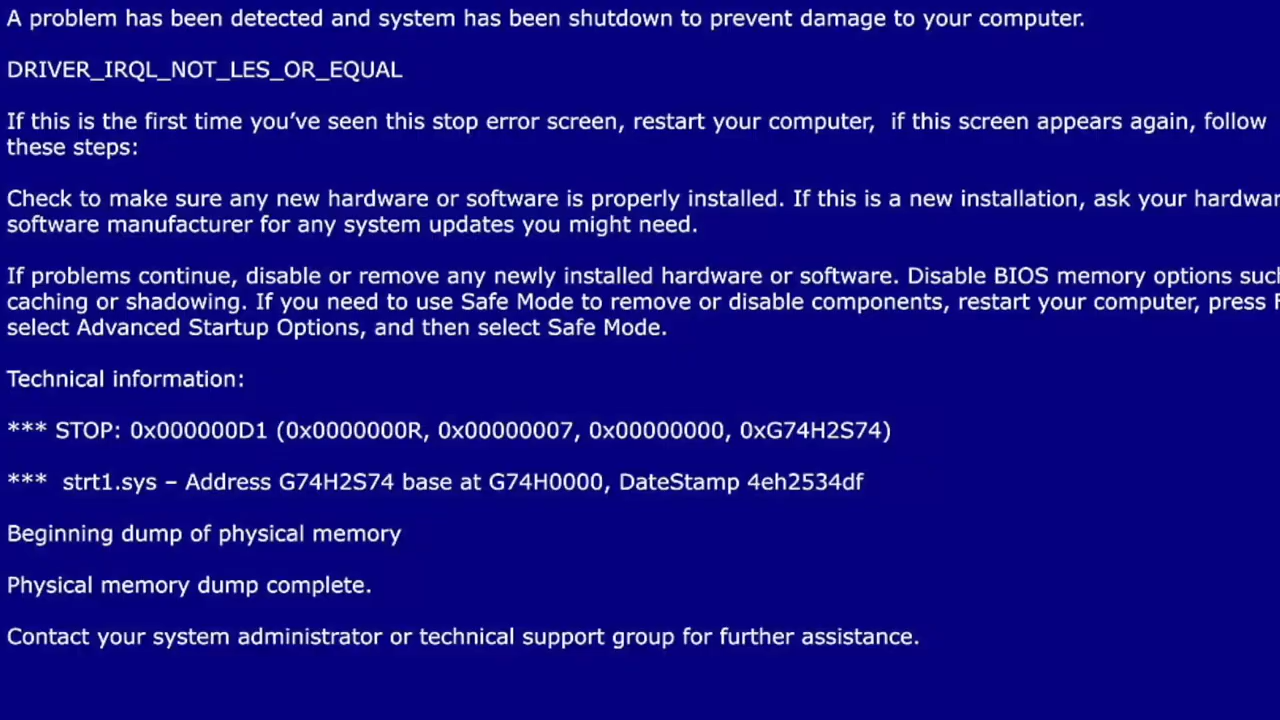 A problem has been detected and system has been shutdown to prevent damage to your computer.
DRIVER_IRQL_NOT_LES_OR_EQUAL
If this is the first time you’ve seen this stop error screen, restart your computer,  if this screen appears again, follow
these steps:
Check to make sure any new hardware or software is properly installed. If this is a new installation, ask your
software manufacturer for any system updates you might need.
If problems continue, disable or remove any newly installed hardware or software. Disable BIOS memory options
caching or shadowing. If you need to use Safe Mode to remove or disable components, restart your computer, press
select Advanced Startup Options, and then select Safe Mode.
Technical information:
*** STOP: 0x000000D1 (0x0000000R, 0x00000007, 0x00000000, 0xG74H2S74)
***  strt1.sys – Address G74H2S74 base at G74H0000, DateStamp 4eh2534df
Beginning dump of physical memory
Physical memory dump complete.
Contact your system administrator or technical support group for further assistance.